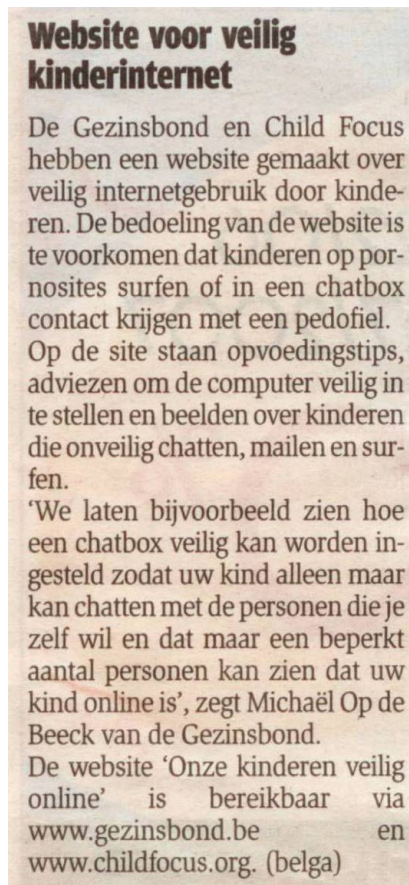 Website voor veilig
kinderinternet
De Gezinsbond en Child Focus
hebben een website gemaakt over
veilig internetgebruik door kinde-
ren. De bedoeling van de website is
te voorkomen dat kinderen op por-
nosites surfen of in een chatbox
contact krijgen met een pedofiel.
Op de site staan opvoedingstips,
adviezen om de computer veilig in
te stellen en beelden over kinderen
die onveilig chatten, mailen en sur-
fen.
‘We laten bijvoorbeeld zien hoe
een chatbox veilig kan worden in-
gesteld zodat uw kind alleen maar
kan chatten met de personen die je
zelf wil en dat maar een beperkt
aantal personen kan zien dat uw
kind online is’, zegt Michaël Op de
Beeck van de Gezinsbond.
De website ‘Onze kinderen veilig
online’ is bereikbaar via
www.gezinsbond.be en
www.childfocus.org. (belga)